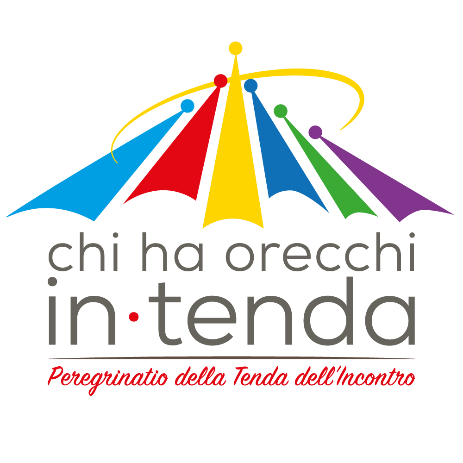 chi ha orecchi
in·tenda
Peregrinatio della Tenda dell'Incontro